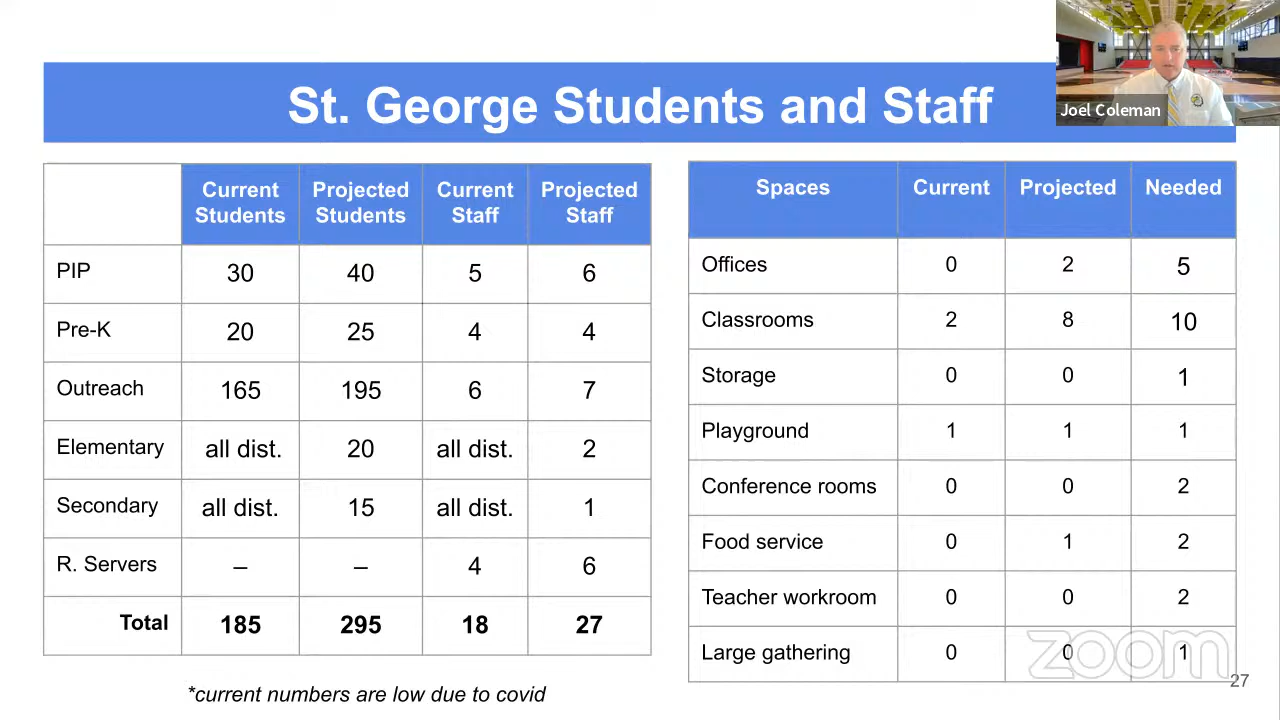 St. George Students and Staff
Joel Coleman
Current Students Projected Students Current Staff Projected Staff
PIP 30 40 5 6
Pre-K 20 25 4 4
Outreach 165 195 6 7
Elementary all dist. 20 all dist. 2
Secondary all dist. 15 all dist. 1
R. Servers – – 4 6
Total 185 295 18 27
*current numbers are low due to covid
Spaces Current Projected Needed
Offices 0 2 5
Classrooms 2 8 10
Storage 0 0 1
Playground 1 1 1
Conference rooms 0 0 2
Food service 0 1 2
Teacher workroom 0 0 2
Large gathering 0 0 1
zoom
27